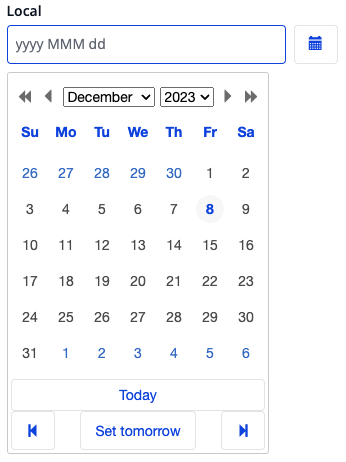 Local
yyyy MMM dd
December 2023
Su Mo Tu We Th Fr Sa
26 27 28 29 30 1 2
3 4 5 6 7 8 9
10 11 12 13 14 15 16
17 18 19 20 21 22 23
24 25 26 27 28 29 30
31 1 2 3 4 5 6
Today
Set tomorrow